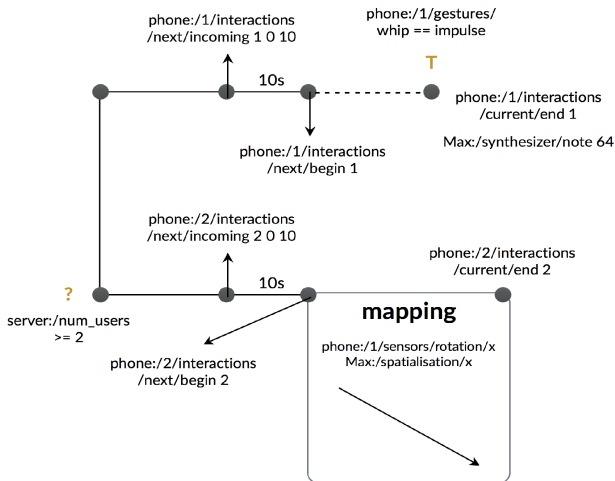 phone:/1/interactions
/next/incoming 1 0 10
phone:/1/gestures/
whip == impulse
T
10s
phone:/1/interactions
/current/end 1
Max:/synthesizer/note 64
phone:/1/interactions
/next/begin 1
phone:/2/interactions
/next/incoming 2 0 10
phone:/2/interactions
/current/end 2
?
10s
server:/num_users
>= 2
mapping
phone:/1/sensors/rotation/x
Max:/spatialisation/x
phone:/2/interactions
/next/begin 2